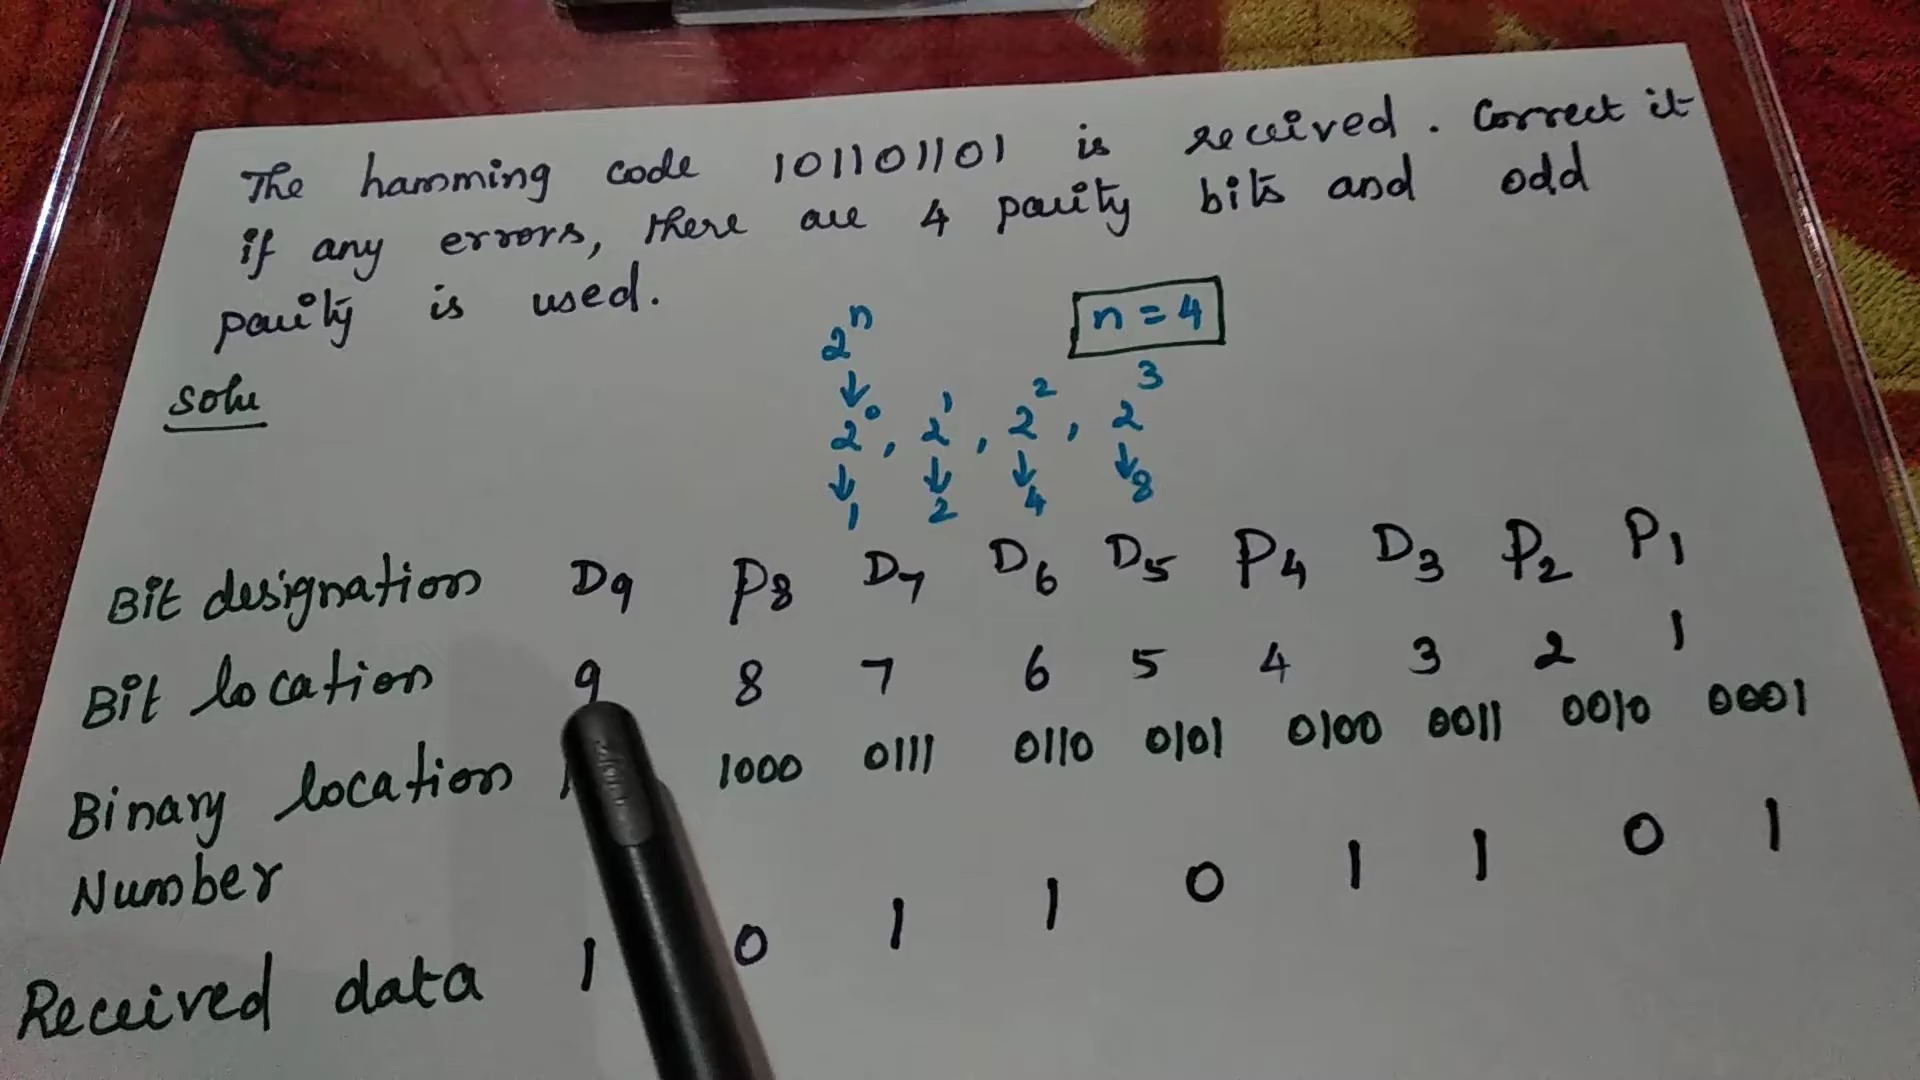 The hamming code 101101101 is received. Correct it
if any errors, there are 4 parity bits and odd
parity is used.
2^n n = 4
Solu
2^0, 2^1, 2^2, 2^3
1 2 4 8
Bit designation D9 P8 D7 D6 D5 P4 D3 P2 P1
Bit location 9 8 7 6 5 4 3 2 1
Binary location 1000 0111 0110 0101 0100 0011 0010 0001
Number
Received data 1 0 1 1 0 1 1 0 1